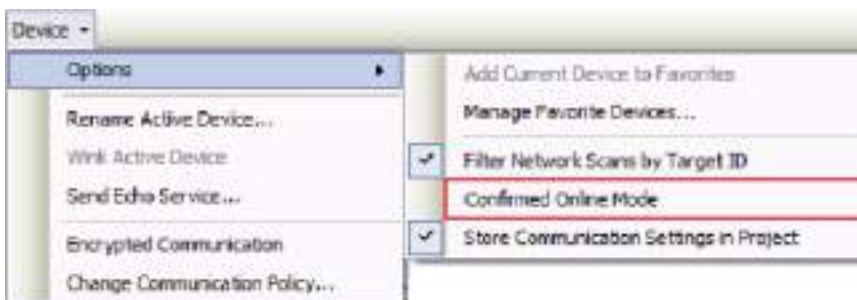 Device
Options
Rename Active Device...
Wink Active Device
Send Echo Service...
Encrypted Communication
Change Communication Policy...
Add Current Device to Favorites
Manage Favorite Devices...
Filter Network Scans by Target ID
Confirmed Online Mode
Store Communication Settings in Project